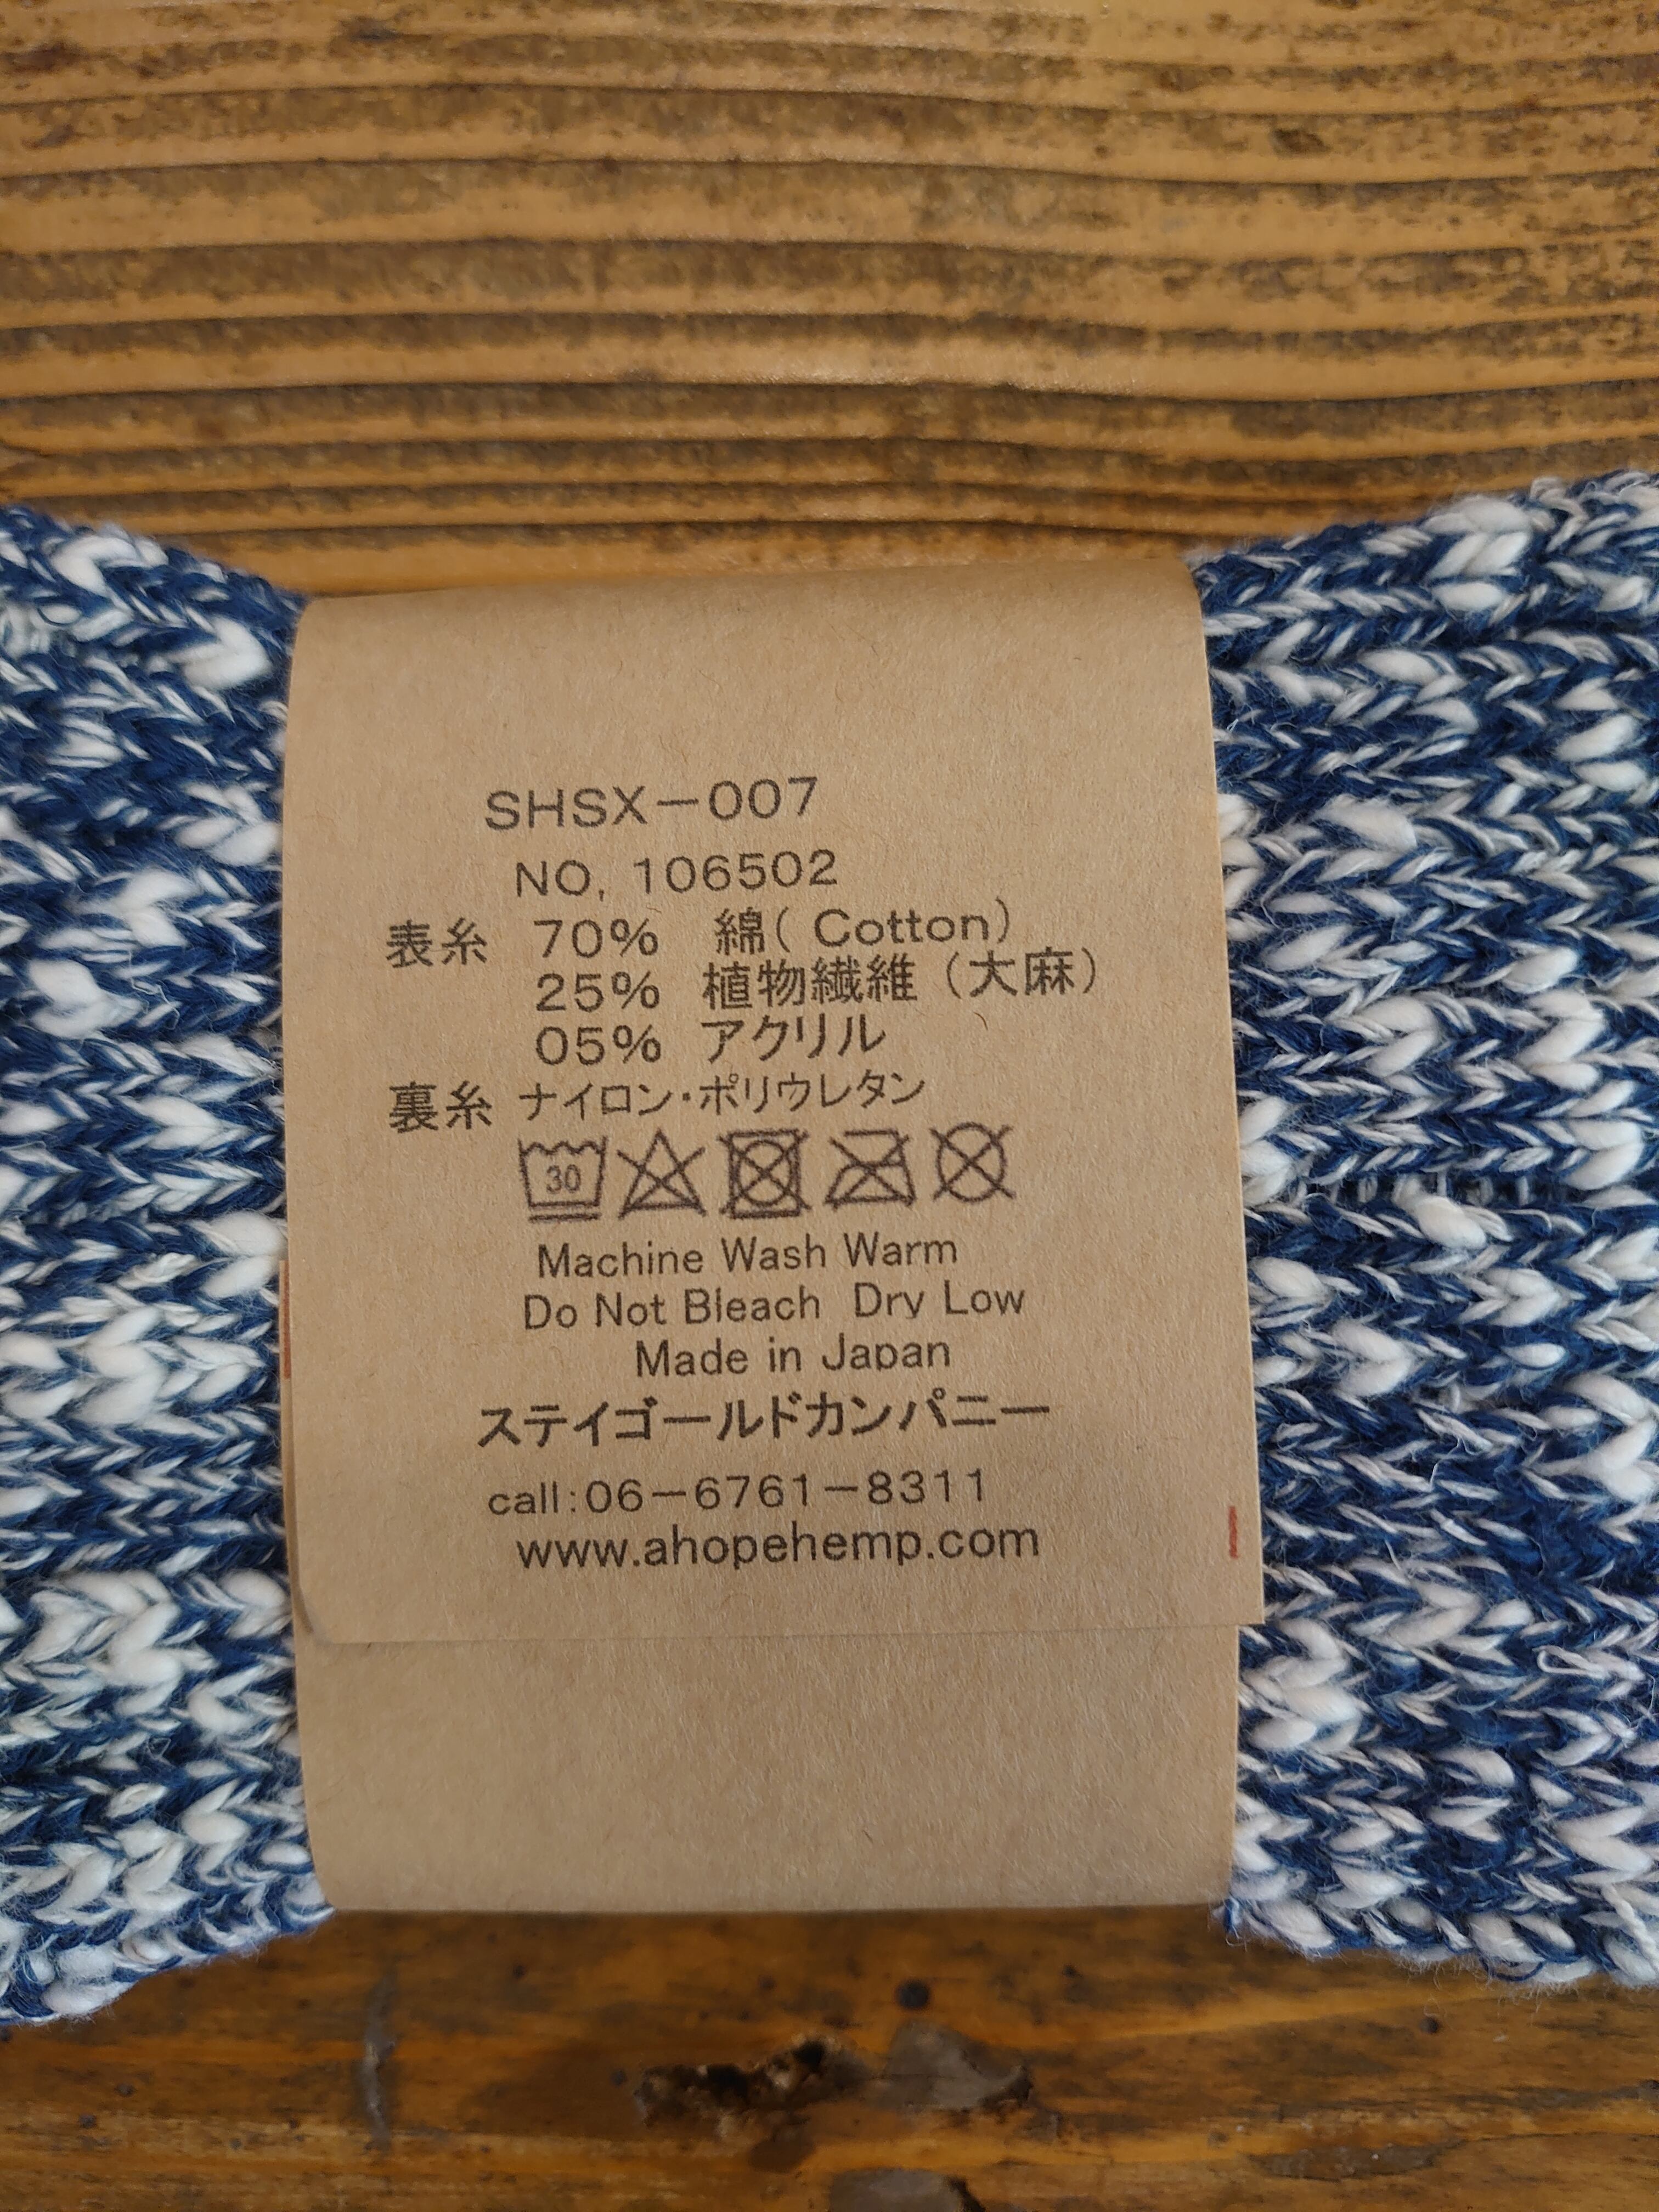 SHSX-007
NO, 106502
表糸 70% 綿( Cotton)
25% 植物繊維（大麻）
05% アクリル
裏糸 ナイロン・ポリウレタン
30
Machine Wash Warm
Do Not Bleach Dry Low
Made in Japan
ステイゴールドカンパニー
call:06-6761-8311
www.ahopehemp.com